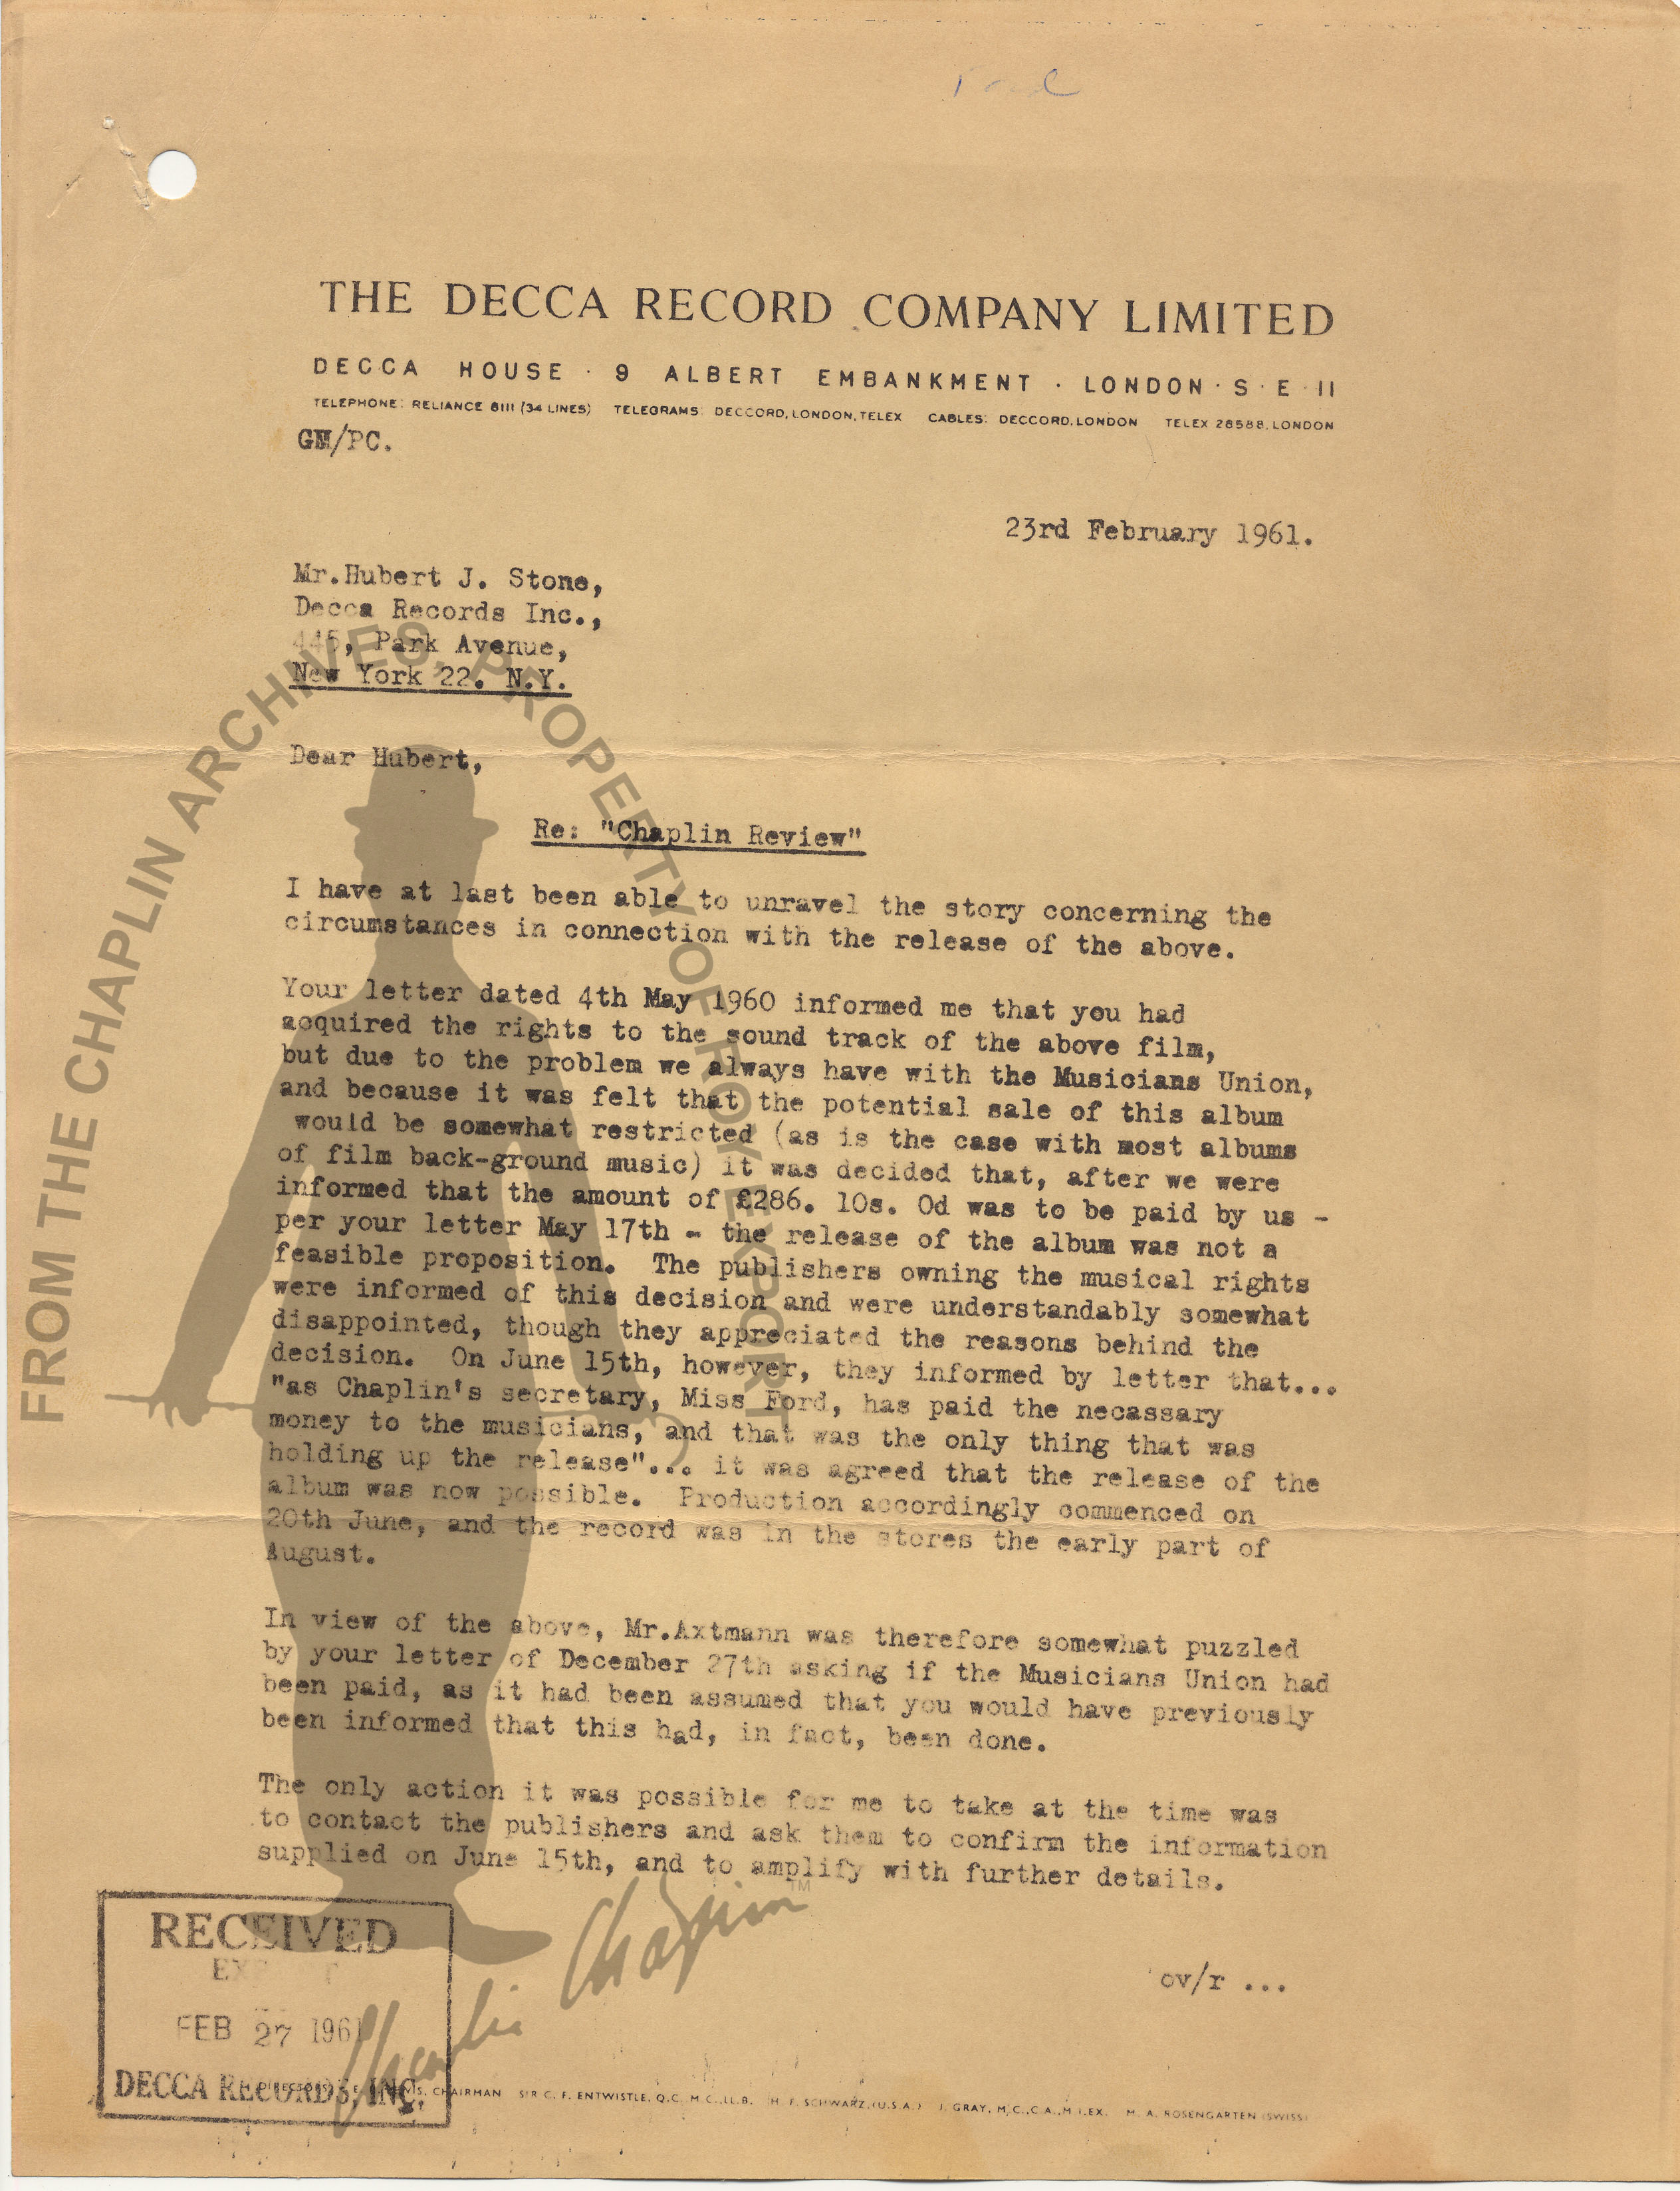 THE DECCA RECORD COMPANY LIMITED
DECCA HOUSE · 9 ALBERT EMBANKMENT · LONDON · S · E · 11
TELEPHONE: RELIANCE 8111 (34 LINES) TELEGRAMS: DECCORD, LONDON, TELEX CABLES: DECCORD, LONDON TELEX 28588, LONDON
GM/PC.
23rd February 1961.
Mr.Hubert J. Stone,
Decca Records Inc.,
445, Park Avenue,
New York 22. N.Y.
Dear Hubert,
Re: "Chaplin Review"
I have at last been able to unravel the story concerning the
circumstances in connection with the release of the above.
Your letter dated 4th May 1960 informed me that you had
acquired the rights to the sound track of the above film,
but due to the problem we always have with the Musicians Union,
and because it was felt that the potential sale of this album
would be somewhat restricted (as is the case with most albums
of film back-ground music) it was decided that, after we were
informed that the amount of £286. 10s. 0d was to be paid by us -
per your letter May 17th - the release of the album was not a
feasible proposition. The publishers owning the musical rights
were informed of this decision and were understandably somewhat
disappointed, though they appreciated the reasons behind the
decision. On June 15th, however, they informed by letter that...
"as Chaplin's secretary, Miss Ford, has paid the necassary
money to the musicians, and that was the only thing that was
holding up the release"... it was agreed that the release of the
album was now possible. Production accordingly commenced on
20th June, and the record was in the stores the early part of
August.
In view of the above, Mr.Axtmann was therefore somewhat puzzled
by your letter of December 27th asking if the Musicians Union had
been paid, as it had been assumed that you would have previously
been informed that this had, in fact, been done.
The only action it was possible for me to take at the time was
to contact the publishers and ask them to confirm the information
supplied on June 15th, and to amplify with further details.
ov/r ...
RECEIVED
FEB 27 1961
DECCA RECORDS, INC.
CHAIRMAN SIR C. F. ENTWISTLE, Q.C., M.C., LL.B. H. F. SCHWARZ, (U.S.A.) J. GRAY, M.C., C.A., M.I.EX. M. A. ROSENGARTEN (SWISS)
FROM THE CHAPLIN ARCHIVES, PROPERTY OF ROY EXPORT
Charlie Chaplin TM